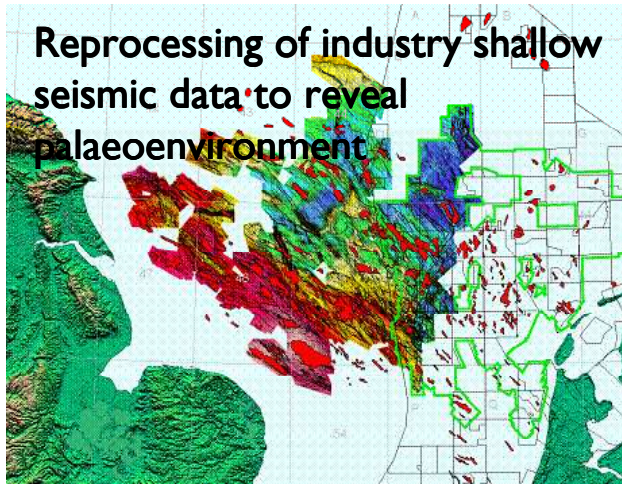 Reprocessing of industry shallow
seismic data to reveal
palaeoenvironment